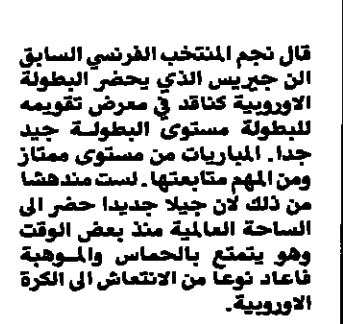 قال نجم المنتخب الفرنسي السابق
الن جيريس الذي يحضر البطولة
الاوروبية كناقد في معرض تقويمه
للبطولة مستوى البطولة جيد
جدا. المباريات من مستوى ممتاز
ومن المهم متابعتها. لست مندهشا
من ذلك لان جيلا جديدا حضر الى
الساحة العالمية منذ بعض الوقت
وهو يتمتع بالحماس والموهبة
فاعاد نوعا من الانتعاش الى الكرة
الاوروبية.